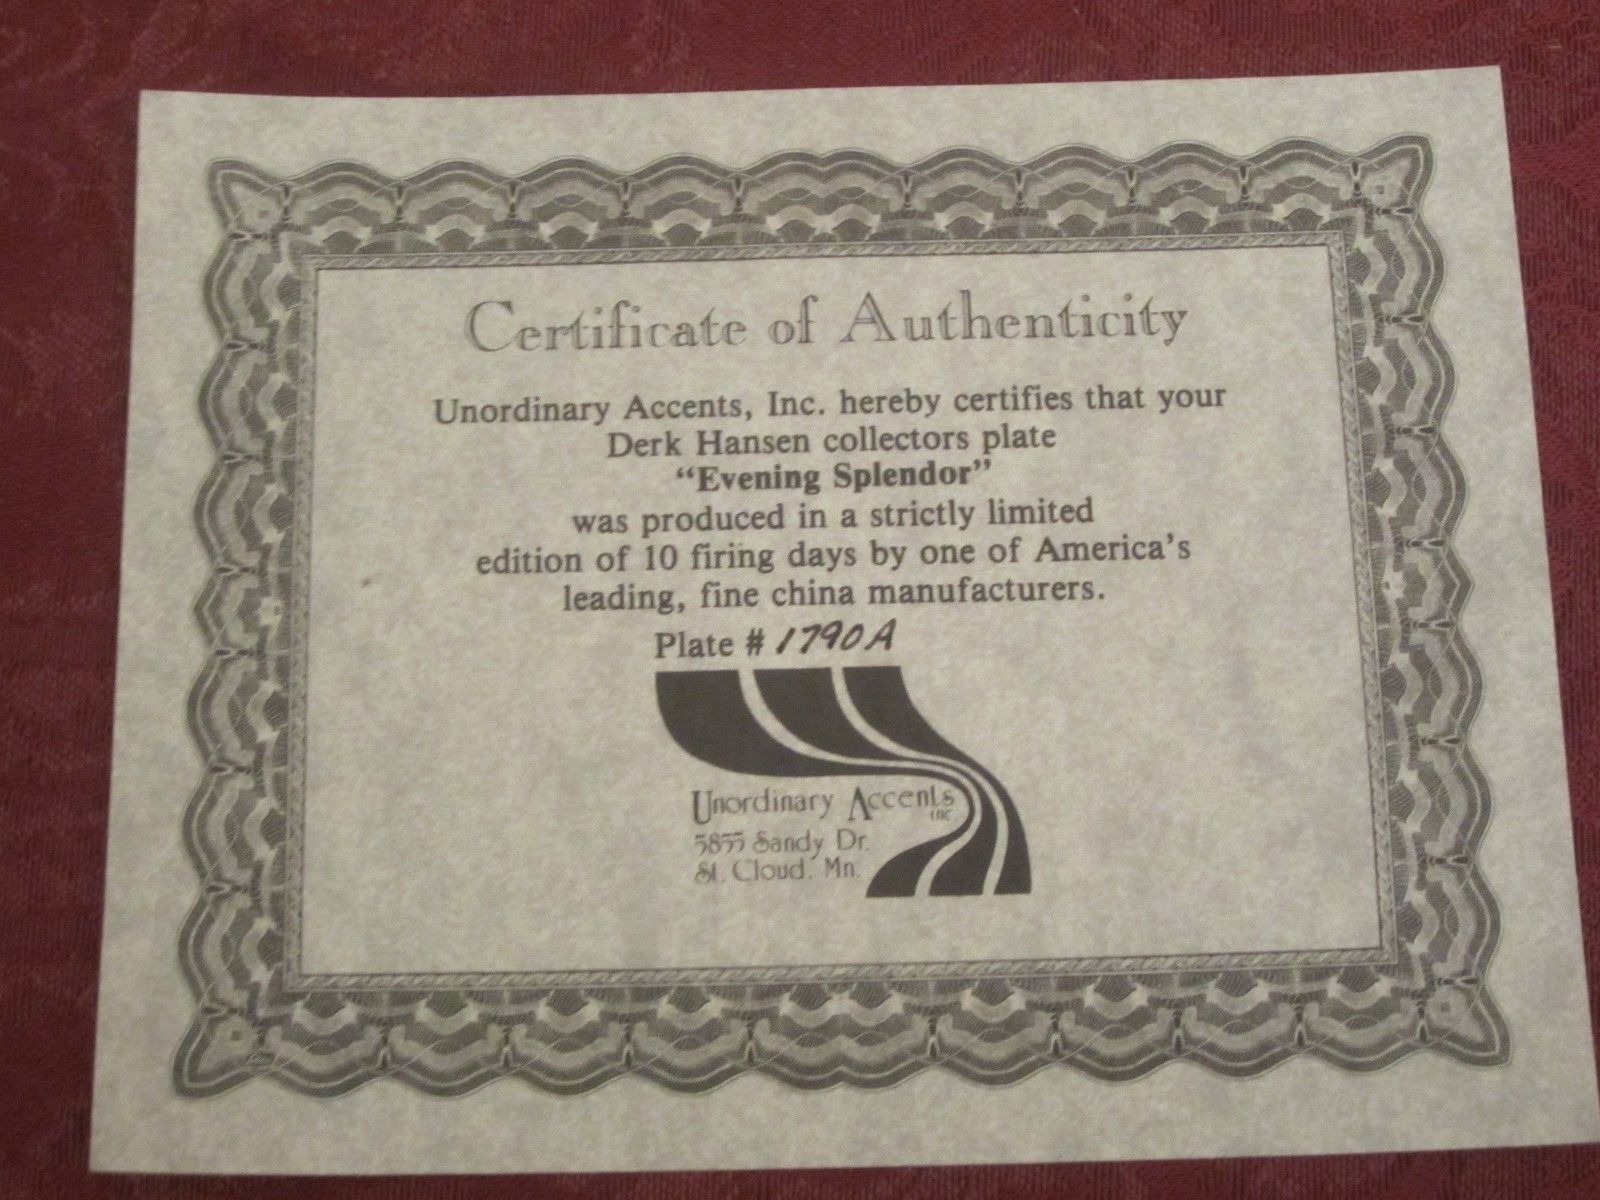 Certificate of Authenticity
Unordinary Accents, Inc. hereby certifies that your
Derk Hansen collectors plate
“Evening Splendor”
was produced in a strictly limited
edition of 10 firing days by one of America's
leading, fine china manufacturers.
Plate # 1790A
Unordinary Accents
INC.
5855 Sandy Dr.
St. Cloud. Mn.